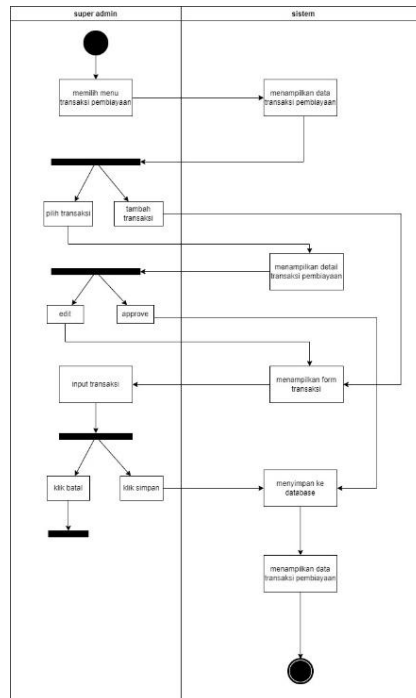 super admin
sistem
memilih menu
transaksi pembiayaan
menampilkan data
transaksi pembiayaan
pilih transaksi
tambah
transaksi
menampilkan detail
transaksi pembiayaan
edit
approve
input transaksi
menampilkan form
transaksi
klik batal
klik simpan
menyimpan ke
database
menampilkan data
transaksi pembiayaan